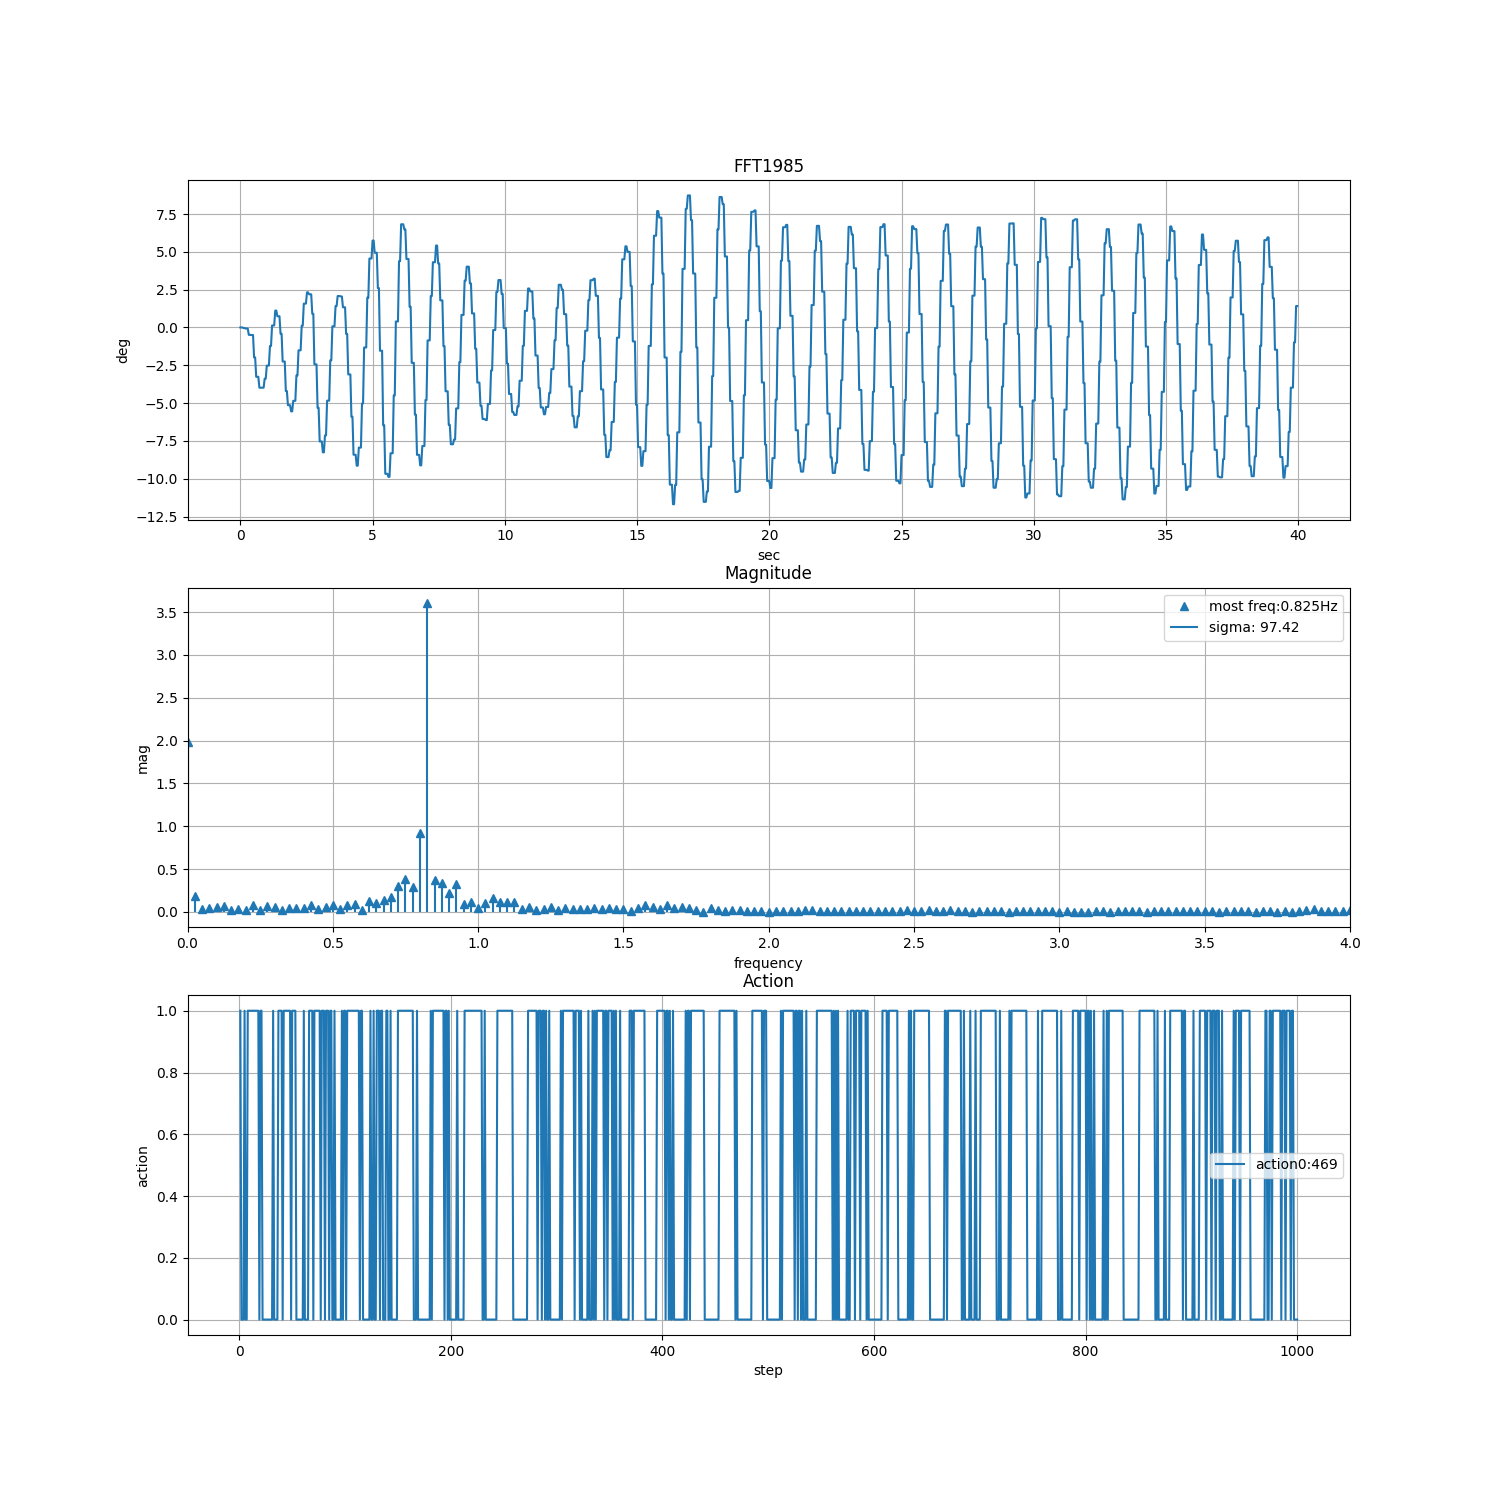 FFT1985
7.5
5.0
2.5
0.0
−2.5
−5.0
−7.5
−10.0
−12.5
deg
0 5 10 15 20 25 30 35 40
sec
Magnitude
most freq:0.825Hz
sigma: 97.42
3.5
3.0
2.5
2.0
1.5
1.0
0.5
0.0
mag
0.0 0.5 1.0 1.5 2.0 2.5 3.0 3.5 4.0
frequency
Action
1.0
0.8
0.6
0.4
0.2
0.0
action
action0:469
0 200 400 600 800 1000
step